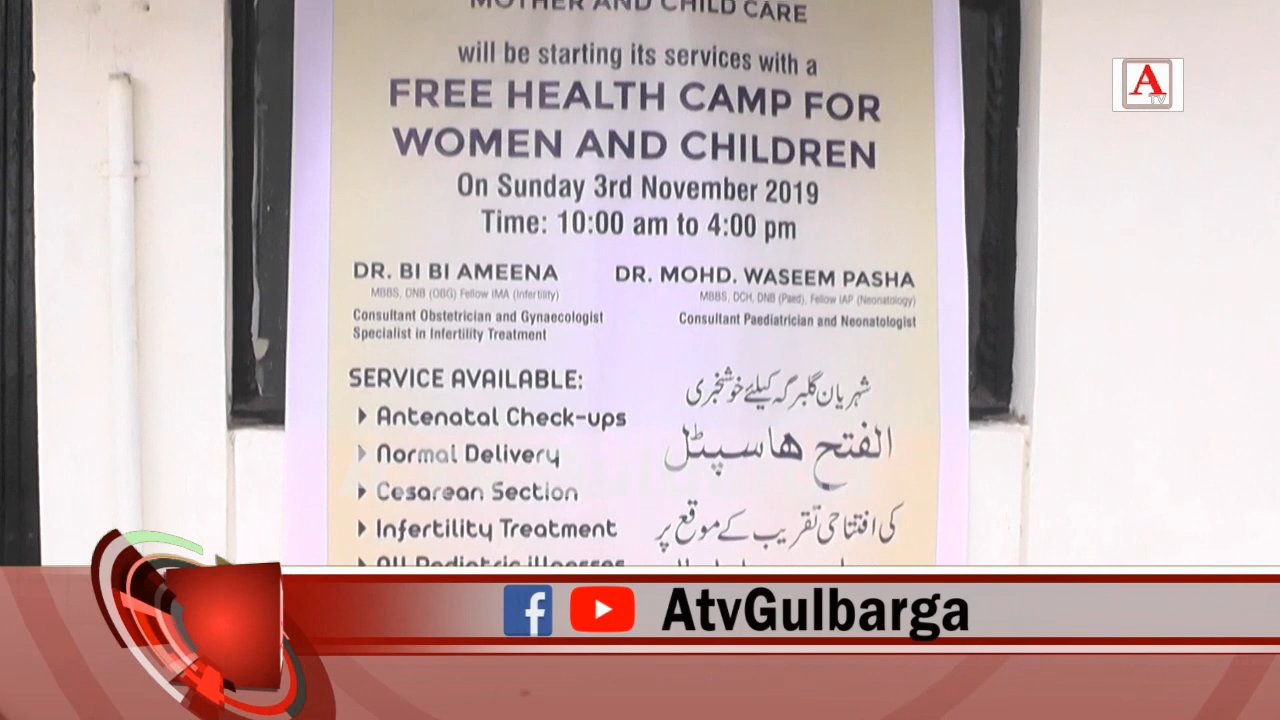 MOTHER AND CHILD CARE
will be starting its services with a
FREE HEALTH CAMP FOR
WOMEN AND CHILDREN
On Sunday 3rd November 2019
Time: 10:00 am to 4:00 pm
DR. BI BI AMEENA
MBBS, DNB (OBG) Fellow IMA (Infertility)
Consultant Obstetrician and Gynaecologist
Specialist in Infertility Treatment
DR. MOHD. WASEEM PASHA
MBBS, DCH, DNB (Paed), Fellow IAP (Neonatology)
Consultant Paediatrician and Neonatologist
SERVICE AVAILABLE:
Antenatal Check-ups
Normal Delivery
Cesarean Section
Infertility Treatment
All Pediatric illnesses
شہریان گلبرگہ کیلئے خوشخبری
الفتح ھاسپٹل
کی افتتاحی تقریب کے موقع پر
A
TV
AtvGulbarga